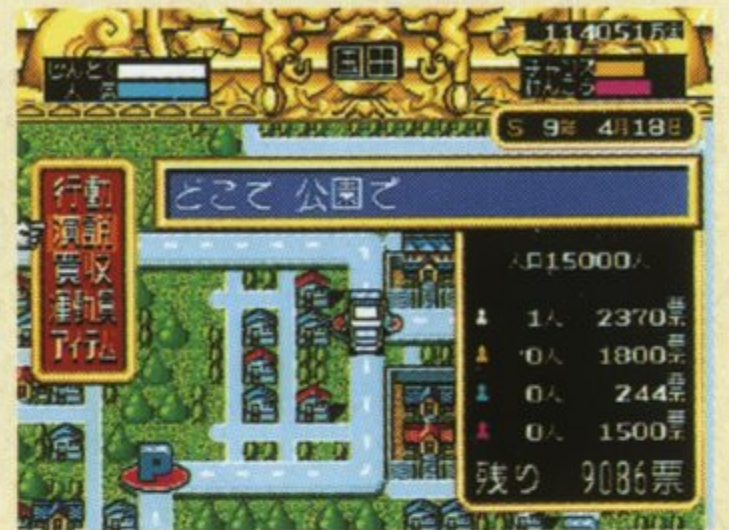 114051万
じんとく
人気
国
チャンス
けんこう
S 9年 4月18日
どこで 公園で
行動
演説
買収
運動員
アイテム
人口15000人
1人 2370票
0人 1800票
0人 244票
0人 1500票
残り 9086票
P